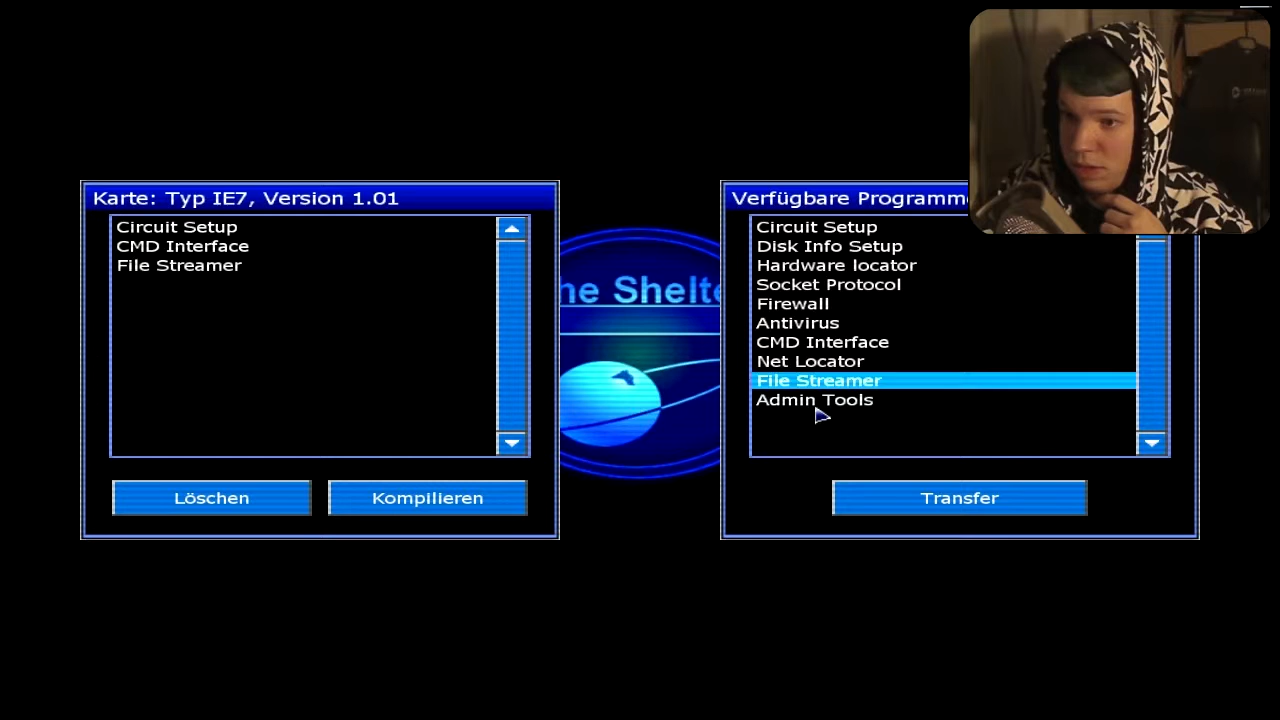 Karte: Typ IE7, Version 1.01
Circuit Setup
CMD Interface
File Streamer
Löschen
Kompilieren
he Shelte
Verfügbare Programme
Circuit Setup
Disk Info Setup
Hardware locator
Socket Protocol
Firewall
Antivirus
CMD Interface
Net Locator
File Streamer
Admin Tools
Transfer